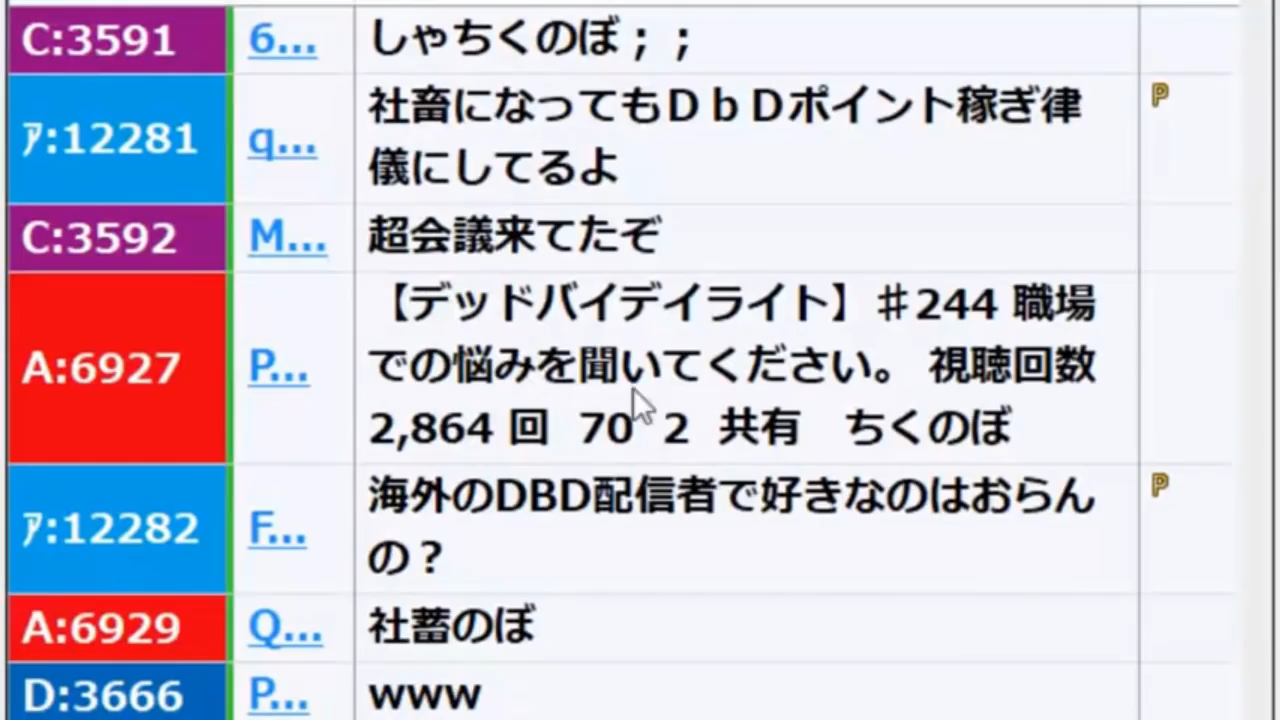 C:3591 6... しゃちくのぼ；；
ｱ:12281 q... 社畜になってもＤｂＤポイント稼ぎ律 P
儀にしてるよ
C:3592 M... 超会議来てたぞ
【デッドバイデイライト】♯244 職場
A:6927 P... での悩みを聞いてください。 視聴回数
2,864 回 70 2 共有　ちくのぼ
ｱ:12282 F... 海外のDBD配信者で好きなのはおらん P
の？
A:6929 Q... 社蓄のぼ
D:3666 P... www